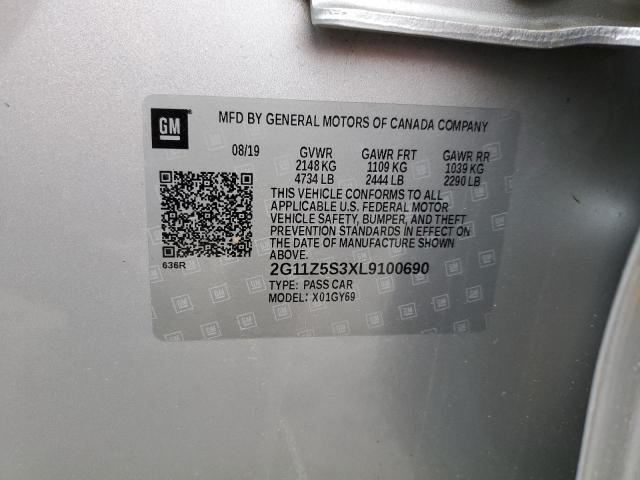 GM
MFD BY GENERAL MOTORS OF CANADA COMPANY
08/19 GVWR GAWR FRT GAWR RR
2148 KG 1109 KG 1039 KG
4734 LB 2444 LB 2290 LB
THIS VEHICLE CONFORMS TO ALL
APPLICABLE U.S. FEDERAL MOTOR
VEHICLE SAFETY, BUMPER, AND THEFT
PREVENTION STANDARDS IN EFFECT ON
THE DATE OF MANUFACTURE SHOWN
ABOVE.
636R
2G11Z5S3XL9100690
TYPE: PASS CAR
MODEL: X01GY69